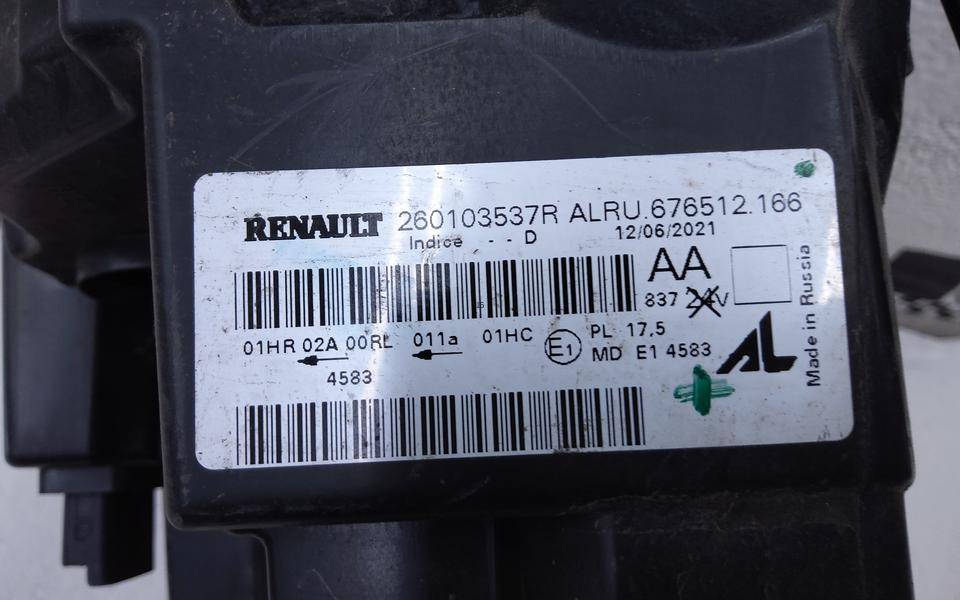 RENAULT 260103537R ALRU.676512.166
Indice - - D 12/06/2021
AA
837 24V
01HR 02A 00RL 011a 01HC E1 PL 17,5
MD E1 4583
4583
AL
Made in Russia